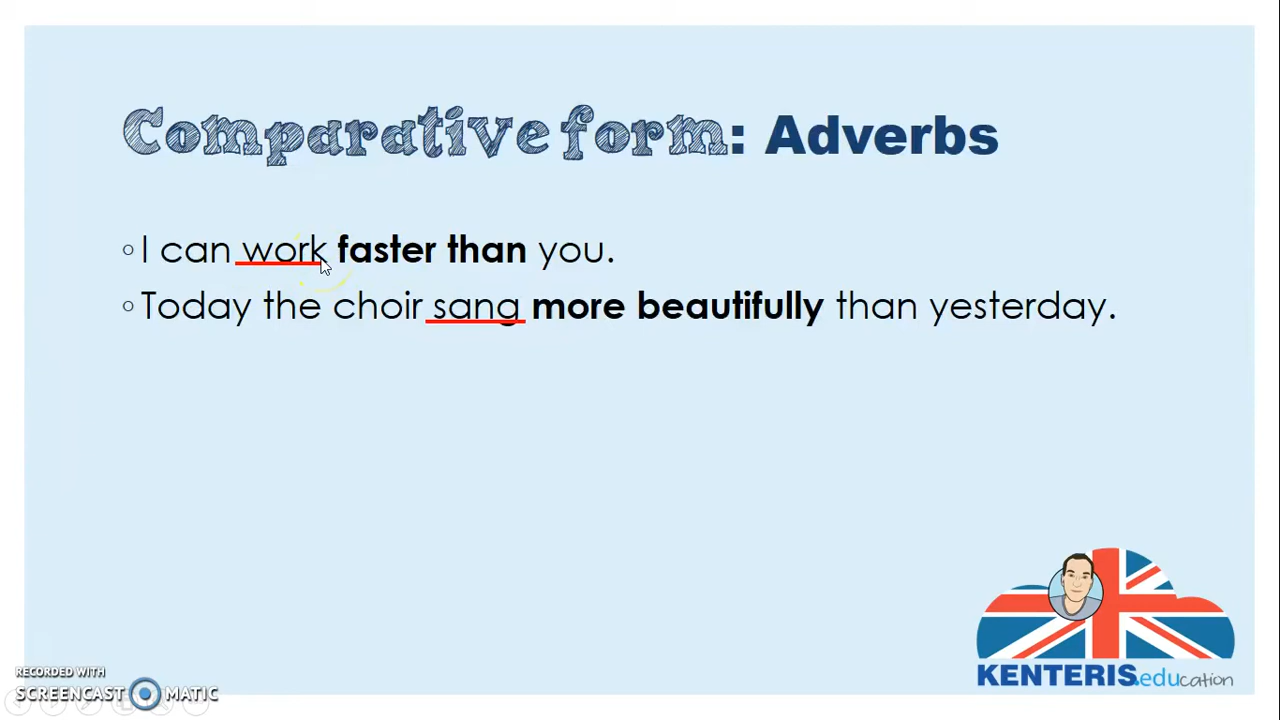 Comparative form: Adverbs
◦ I can work faster than you.
◦ Today the choir sang more beautifully than yesterday.
KENTERIS.education
RECORDED WITH
SCREENCAST MATIC